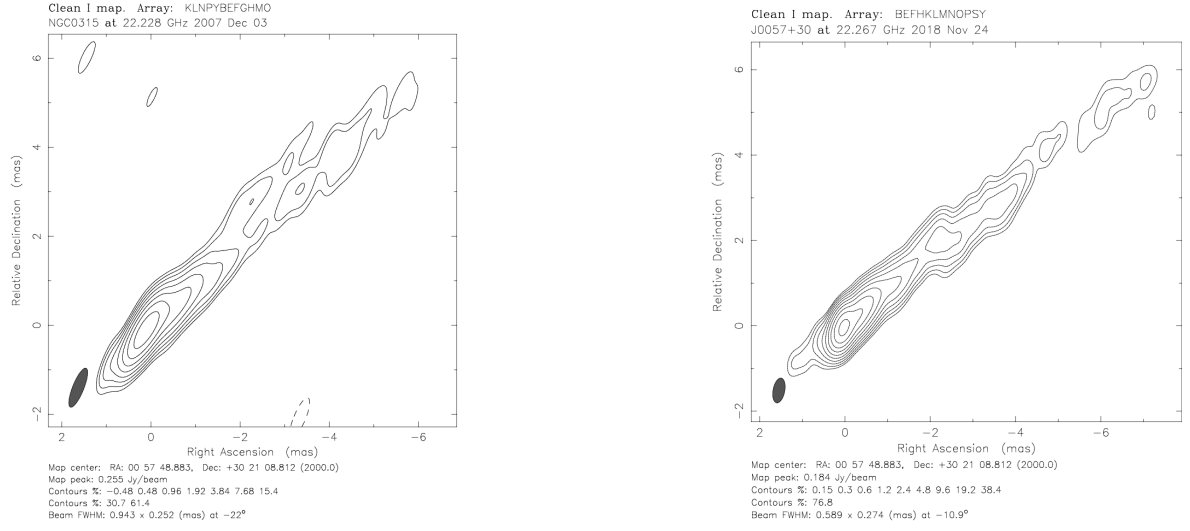 Clean I map. Array: KLNPYBEFGHMO
NGC0315 at 22.228 GHz 2007 Dec 03
Relative Declination (mas)
6
4
2
0
−2
2 0 −2 −4 −6
Right Ascension (mas)
Map center: RA: 00 57 48.883, Dec: +30 21 08.812 (2000.0)
Map peak: 0.255 Jy/beam
Contours %: −0.48 0.48 0.96 1.92 3.84 7.68 15.4
Contours %: 30.7 61.4
Beam FWHM: 0.943 x 0.252 (mas) at −22°
Clean I map. Array: BEFHKLMNOPSY
J0057+30 at 22.267 GHz 2018 Nov 24
Relative Declination (mas)
6
4
2
0
−2
2 0 −2 −4 −6
Right Ascension (mas)
Map center: RA: 00 57 48.883, Dec: +30 21 08.812 (2000.0)
Map peak: 0.184 Jy/beam
Contours %: 0.15 0.3 0.6 1.2 2.4 4.8 9.6 19.2 38.4
Contours %: 76.8
Beam FWHM: 0.589 x 0.274 (mas) at −10.9°